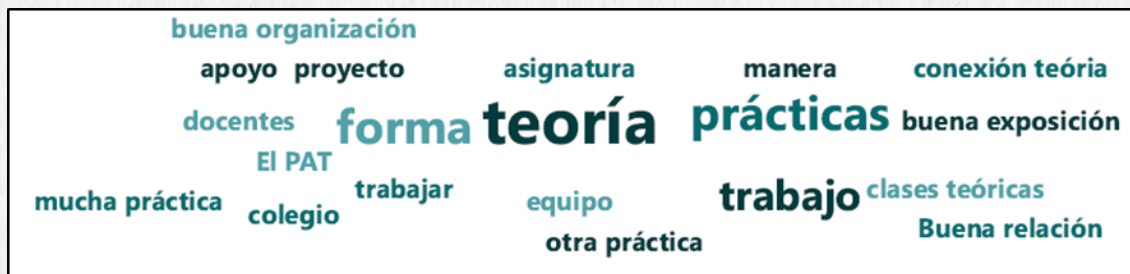 buena organización
apoyo proyecto asignatura manera conexión teória
docentes forma teoría prácticas buena exposición
El PAT
mucha práctica colegio trabajar equipo trabajo clases teóricas
otra práctica Buena relación